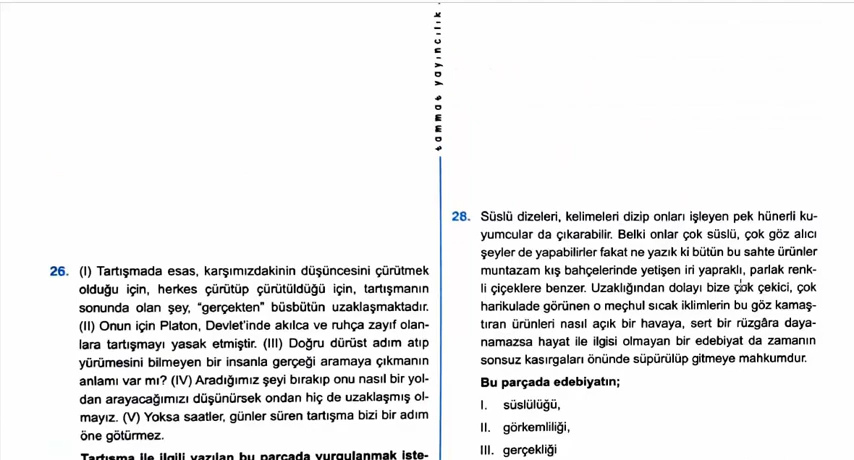 tammat yayıncılık
26. (I) Tartışmada esas, karşımızdakinin düşüncesini çürütmek
olduğu için, herkes çürütüp çürütüldüğü için, tartışmanın
sonunda olan şey, “gerçekten” büsbütün uzaklaşmaktadır.
(II) Onun için Platon, Devlet’inde akılca ve ruhça zayıf olan-
lara tartışmayı yasak etmiştir. (III) Doğru dürüst adım atıp
yürümesini bilmeyen bir insanla gerçeği aramaya çıkmanın
anlamı var mı? (IV) Aradığımız şeyi bırakıp onu nasıl bir yol-
dan arayacağımızı düşünürsek ondan hiç de uzaklaşmış ol-
mayız. (V) Yoksa saatler, günler süren tartışma bizi bir adım
öne götürmez.
Tartışma ile ilgili yazılan bu parçada vurgulanmak iste-
28. Süslü dizeleri, kelimeleri dizip onları işleyen pek hünerli ku-
yumcular da çıkarabilir. Belki onlar çok süslü, çok göz alıcı
şeyler de yapabilirler fakat ne yazık ki bütün bu sahte ürünler
muntazam kış bahçelerinde yetişen iri yapraklı, parlak renk-
li çiçeklere benzer. Uzaklığından dolayı bize çok çekici, çok
harikulade görünen o meçhul sıcak iklimlerin bu göz kamaş-
tıran ürünleri nasıl açık bir havaya, sert bir rüzgâra daya-
namazsa hayat ile ilgisi olmayan bir edebiyat da zamanın
sonsuz kasırgaları önünde süpürülüp gitmeye mahkumdur.
Bu parçada edebiyatın;
I. süslülüğü,
II. görkemliliği,
III. gerçekliği